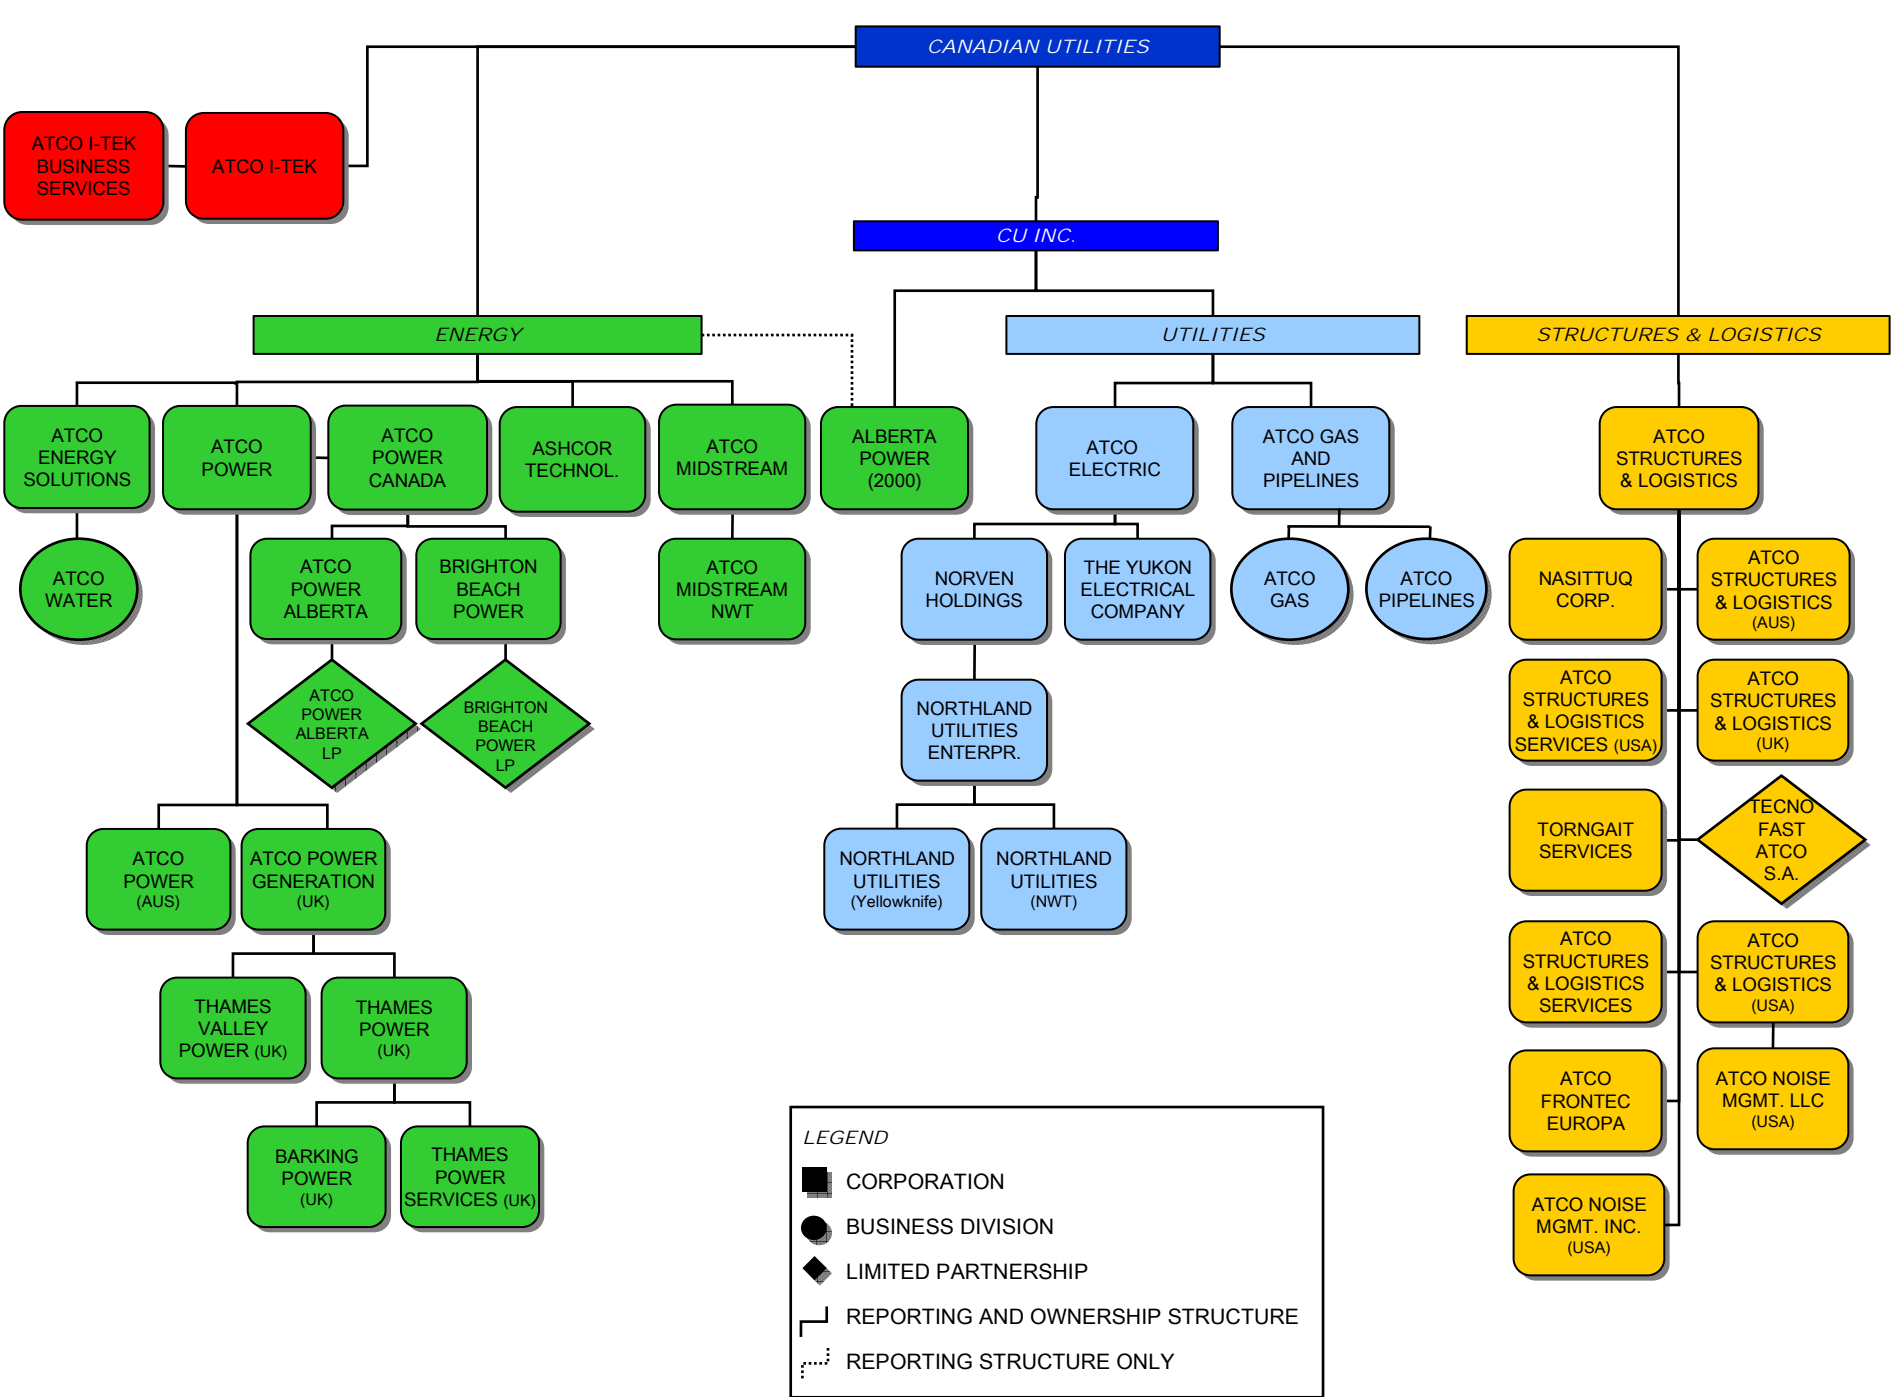 CANADIAN UTILITIES
ATCO I-TEK
BUSINESS
SERVICES
ATCO I-TEK
CU INC.
ENERGY
UTILITIES
STRUCTURES & LOGISTICS
ATCO
ENERGY
SOLUTIONS
ATCO
POWER
ATCO
POWER
CANADA
ASHCOR
TECHNOL.
ATCO
MIDSTREAM
ALBERTA
POWER
(2000)
ATCO
ELECTRIC
ATCO GAS
AND
PIPELINES
ATCO
STRUCTURES
& LOGISTICS
ATCO
WATER
ATCO
POWER
ALBERTA
BRIGHTON
BEACH
POWER
ATCO
MIDSTREAM
NWT
NORVEN
HOLDINGS
THE YUKON
ELECTRICAL
COMPANY
ATCO
GAS
ATCO
PIPELINES
NASITTUQ
CORP.
ATCO
STRUCTURES
& LOGISTICS
(AUS)
ATCO
POWER
ALBERTA
LP
BRIGHTON
BEACH
POWER
LP
NORTHLAND
UTILITIES
ENTERPR.
ATCO
STRUCTURES
& LOGISTICS
SERVICES (USA)
ATCO
STRUCTURES
& LOGISTICS
(UK)
ATCO
POWER
(AUS)
ATCO POWER
GENERATION
(UK)
NORTHLAND
UTILITIES
(Yellowknife)
NORTHLAND
UTILITIES
(NWT)
TORNGAIT
SERVICES
TECNO
FAST
ATCO
S.A.
THAMES
VALLEY
POWER (UK)
THAMES
POWER
(UK)
ATCO
STRUCTURES
& LOGISTICS
SERVICES
ATCO
STRUCTURES
& LOGISTICS
(USA)
BARKING
POWER
(UK)
THAMES
POWER
SERVICES (UK)
ATCO
FRONTEC
EUROPA
ATCO NOISE
MGMT. LLC
(USA)
ATCO NOISE
MGMT. INC.
(USA)
LEGEND
CORPORATION
BUSINESS DIVISION
LIMITED PARTNERSHIP
REPORTING AND OWNERSHIP STRUCTURE
REPORTING STRUCTURE ONLY